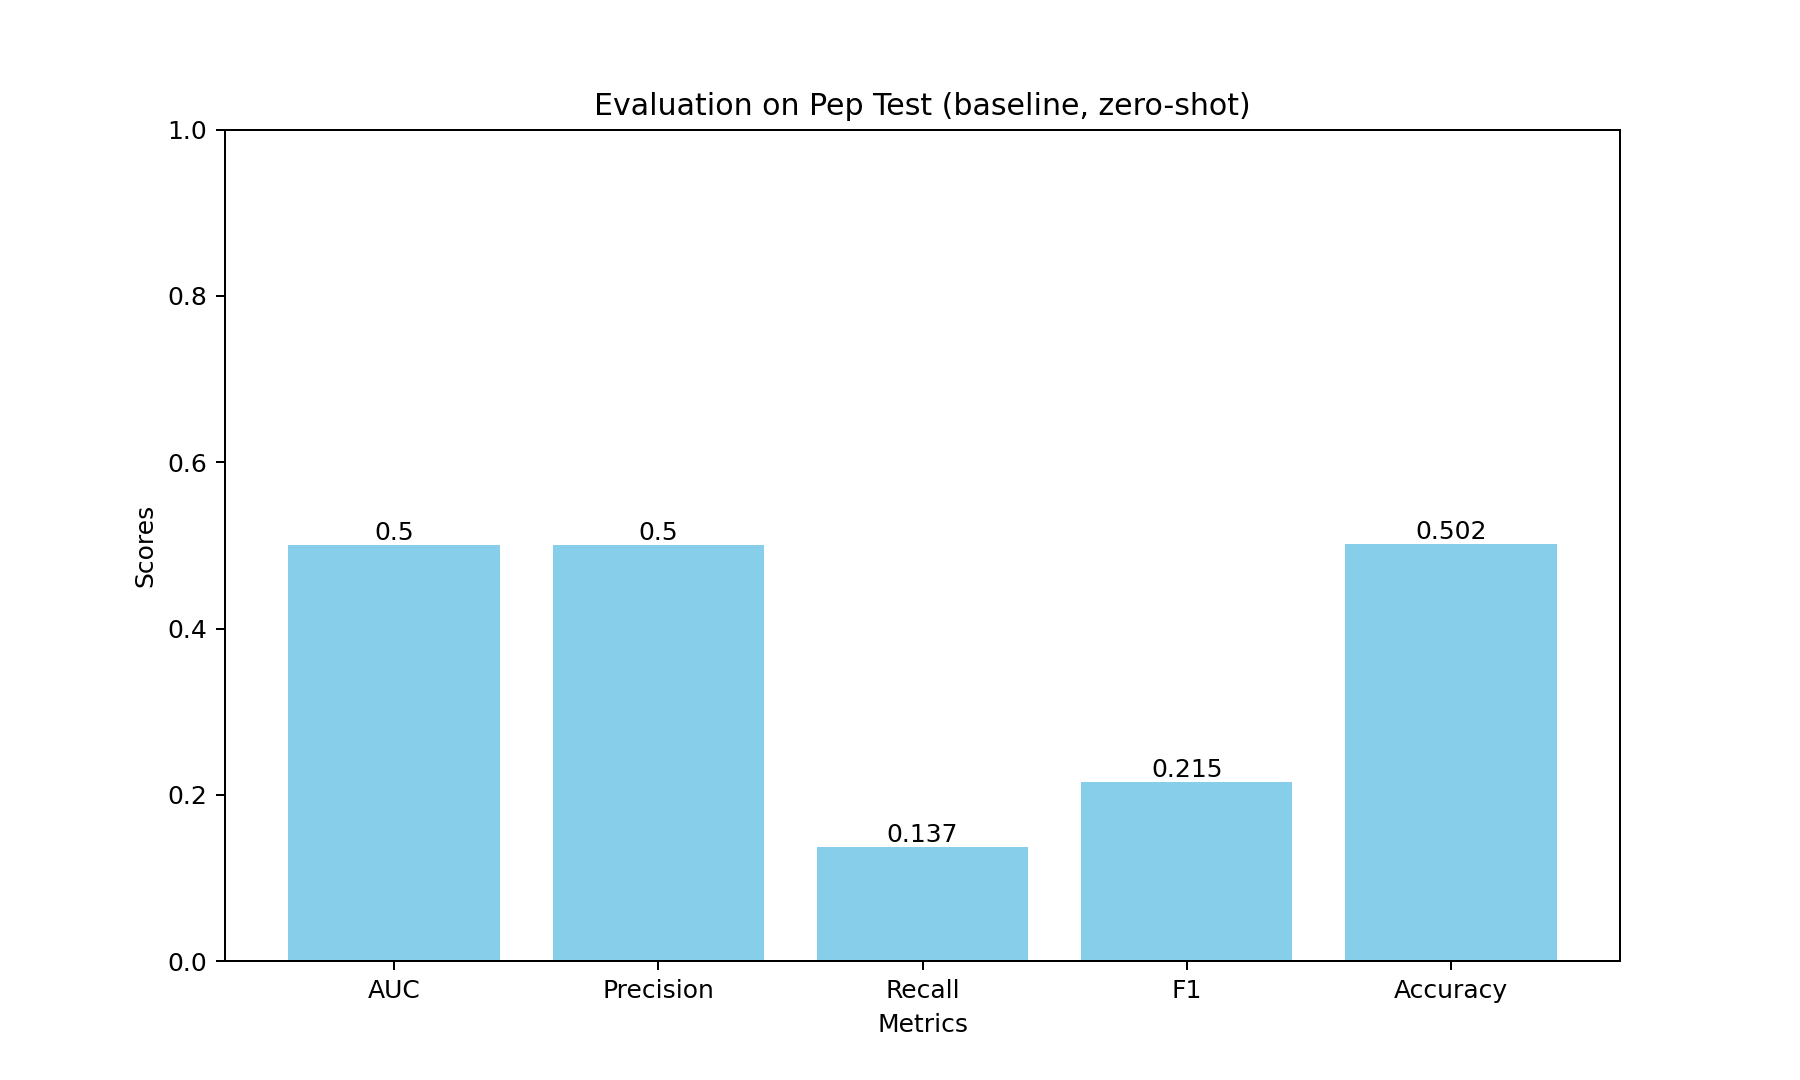 Evaluation on Pep Test (baseline, zero-shot)
1.0
0.8
0.6
0.4
0.2
0.0
Scores
0.5
0.5
0.137
0.215
0.502
AUC
Precision
Recall
F1
Accuracy
Metrics